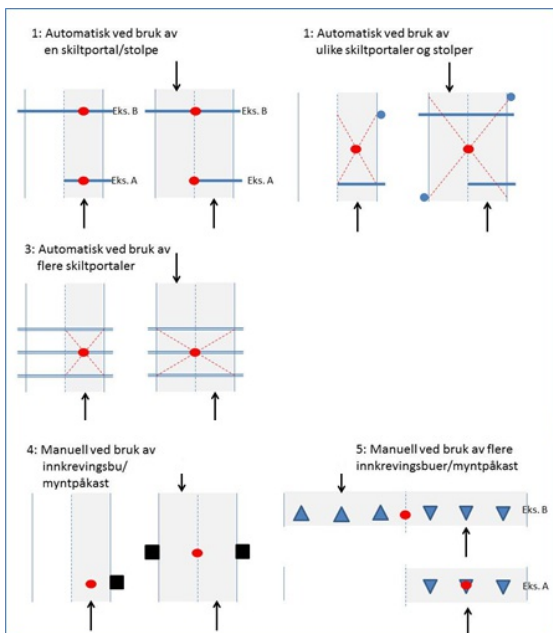 1: Automatisk ved bruk av
en skiltportal/stolpe
Eks. B
Eks. B
Eks. A
Eks. A
1: Automatisk ved bruk av
ulike skiltportaler og stolper
Eks. B
Eks. A
3: Automatisk ved bruk av
flere skiltportaler
4: Manuell ved bruk av
innkrevingsbu/
myntpåkast
5: Manuell ved bruk av flere
innkrevingsbuer/myntpåkast
Eks. B
Eks. A